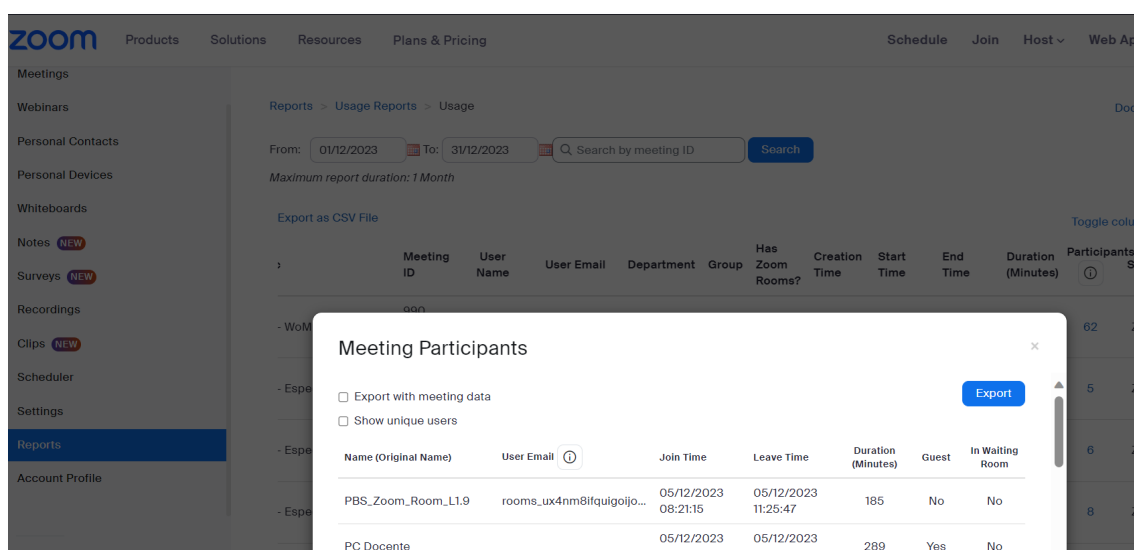 zoom Products Solutions Resources Plans & Pricing Schedule Join Host Web Ap
Meetings
Webinars
Personal Contacts
Personal Devices
Whiteboards
Notes NEW
Surveys NEW
Recordings
Clips NEW
Scheduler
Settings
Reports
Account Profile
Reports > Usage Reports > Usage
Doc
From: 01/12/2023 To: 31/12/2023 Search by meeting ID Search
Maximum report duration: 1 Month
Export as CSV File
Toggle colu
Meeting ID User Name User Email Department Group Has Zoom Rooms? Creation Time Start Time End Time Duration (Minutes) Participants S
990
- WoM 62
- Espe 5
- Espe 6
- Espe 8
Meeting Participants
Export with meeting data
Show unique users
Export
Name (Original Name) User Email Join Time Leave Time Duration (Minutes) Guest In Waiting Room
PBS_Zoom_Room_L1.9 rooms_ux4nm8ifquigoijo... 05/12/2023 08:21:15 05/12/2023 11:25:47 185 No No
PC Docente 05/12/2023 05/12/2023 289 Yes No